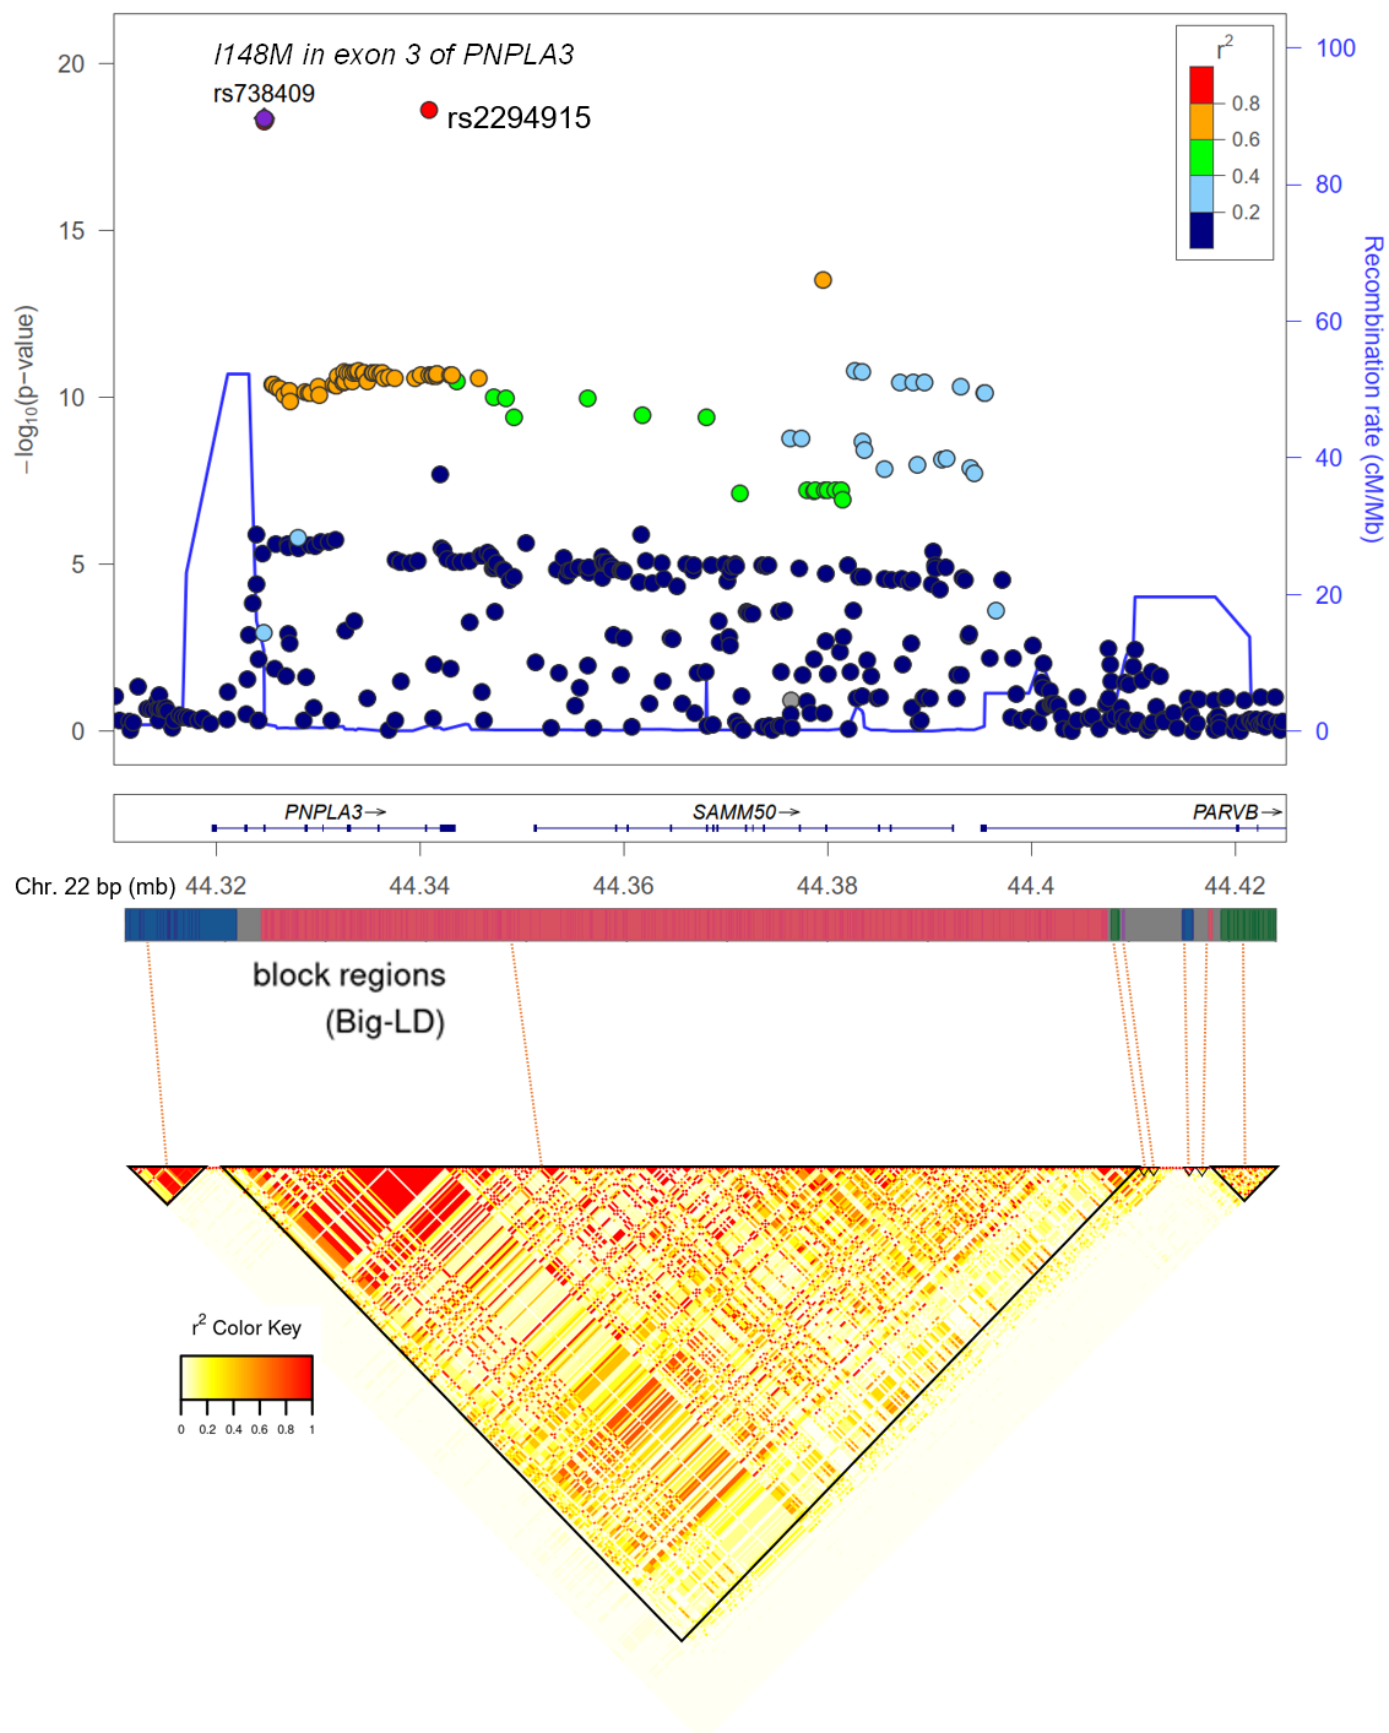 I148M in exon 3 of PNPLA3
rs738409
rs2294915
r2
0.8
0.6
0.4
0.2
20
15
10
5
0
−log10(p−value)
100
80
60
40
20
0
Recombination rate (cM/Mb)
PNPLA3→
SAMM50→
PARVB→
Chr. 22 bp (mb)
44.32
44.34
44.36
44.38
44.4
44.42
block regions
(Big-LD)
r2 Color Key
0 0.2 0.4 0.6 0.8 1